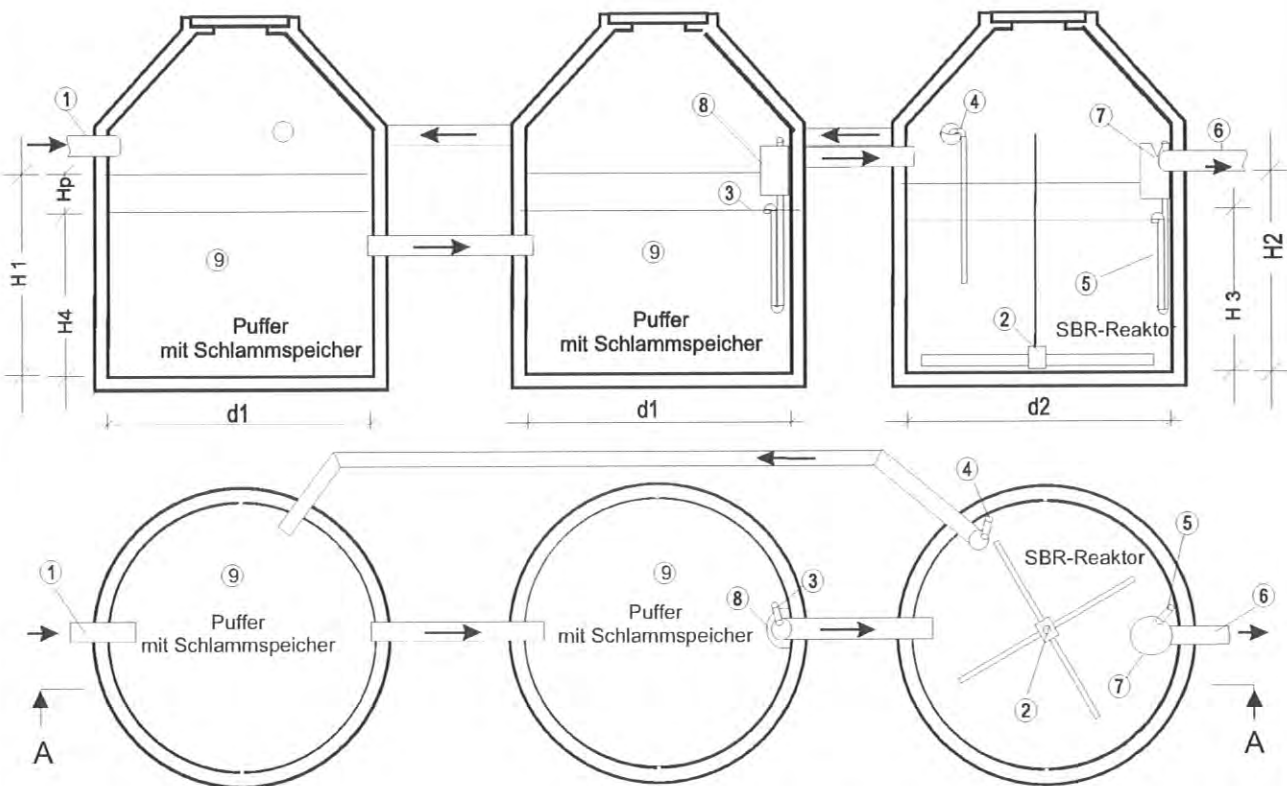 1
8
4
7
6
Hp
3
H1
H4
9
9
5
H2
H3
2
Puffer
mit Schlammspeicher
Puffer
mit Schlammspeicher
SBR-Reaktor
d1
d1
d2
4
5
SBR-Reaktor
1
9
9
3
8
6
Puffer
mit Schlammspeicher
Puffer
mit Schlammspeicher
7
2
A
A